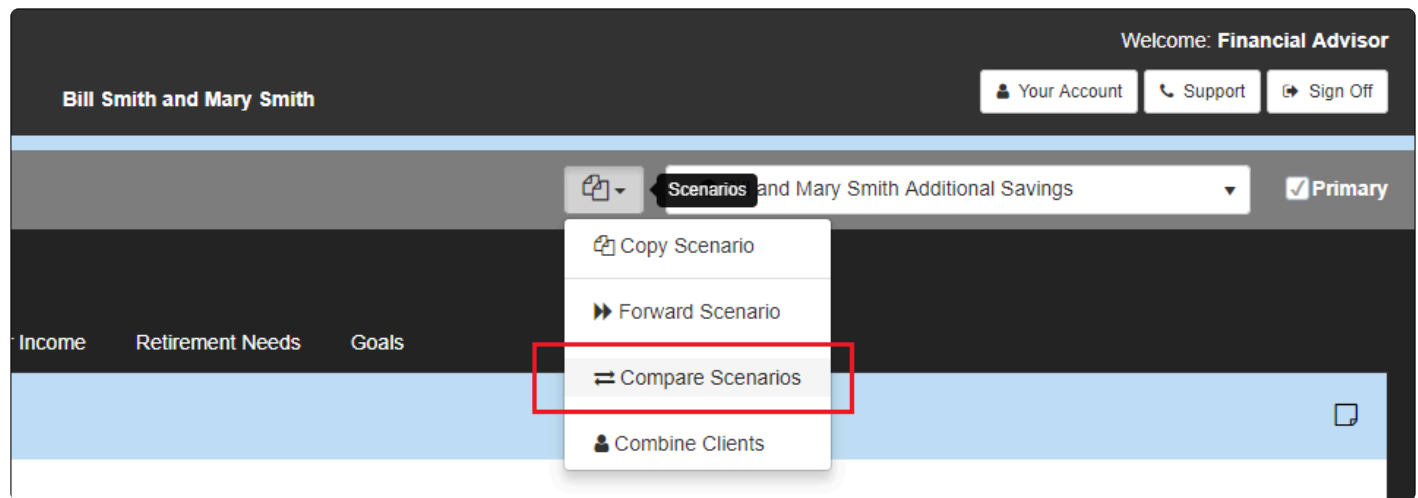 Welcome: Financial Advisor
Bill Smith and Mary Smith
Your Account
Support
Sign Off
Scenarios
and Mary Smith Additional Savings
Primary
Copy Scenario
Forward Scenario
Income
Retirement Needs
Goals
Compare Scenarios
Combine Clients